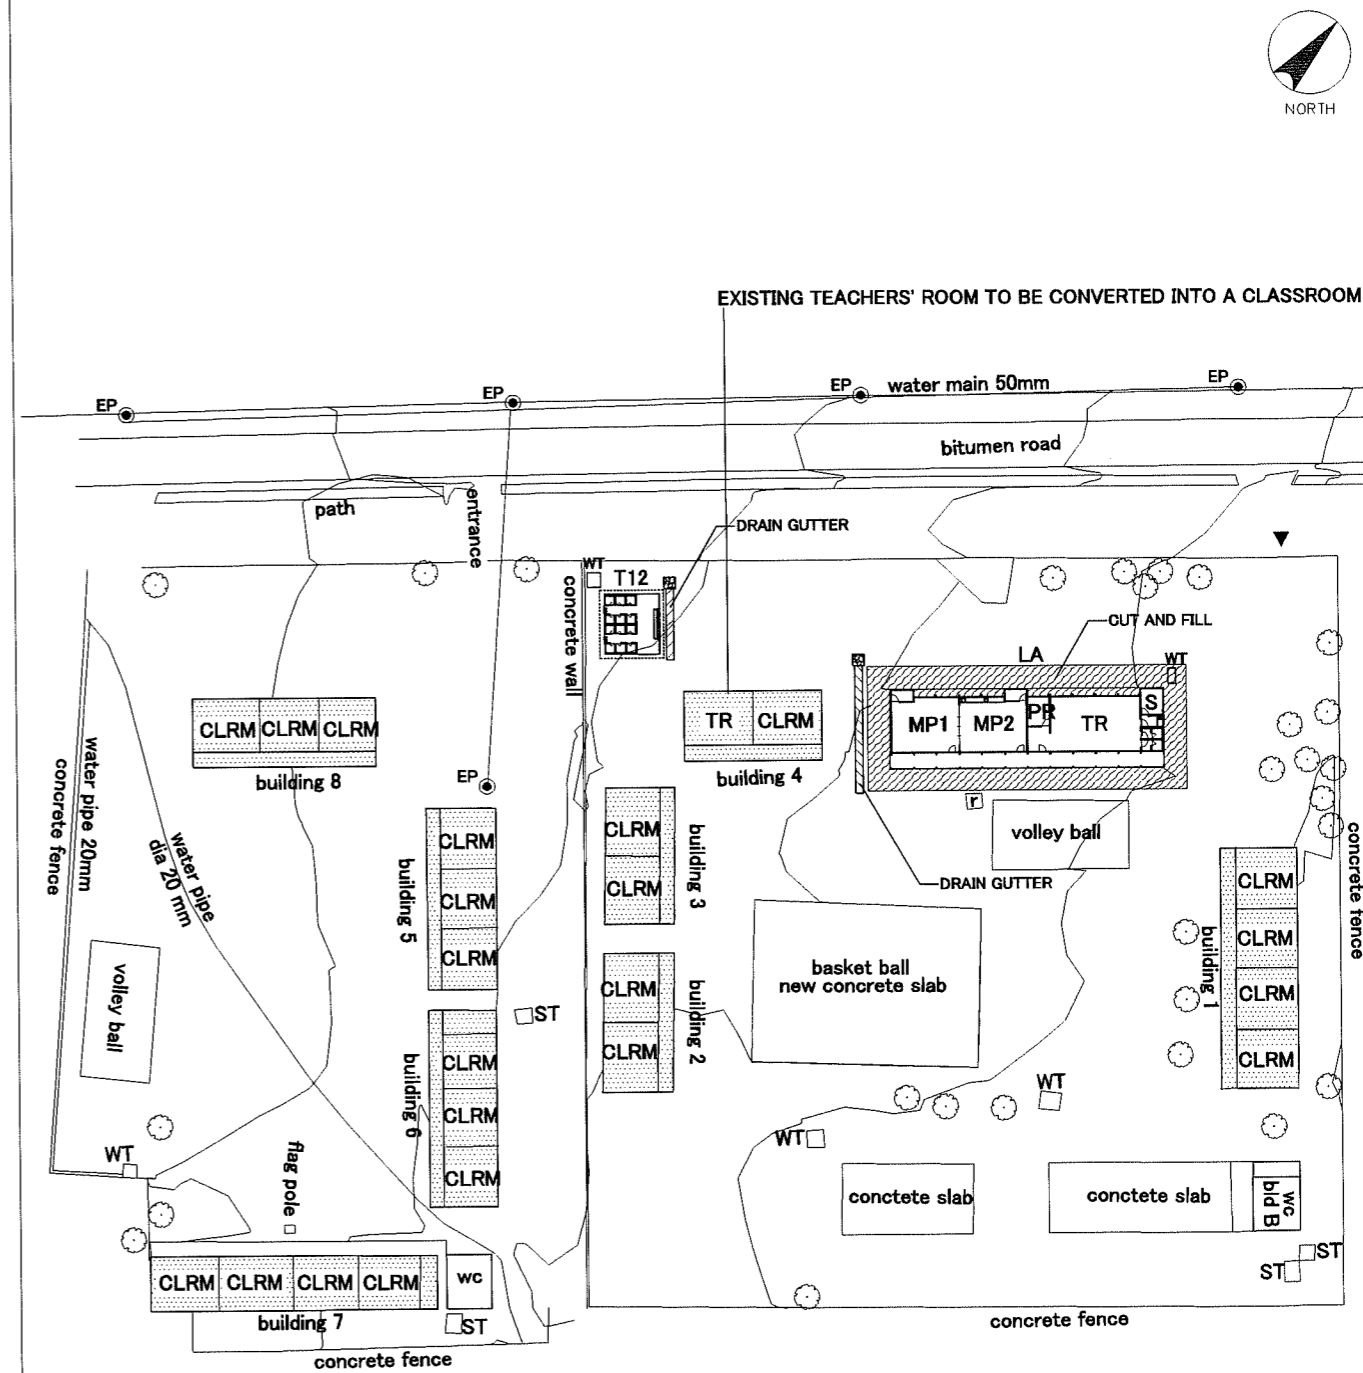 NORTH
EXISTING TEACHERS' ROOM TO BE CONVERTED INTO A CLASSROOM
EP
EP
EP
water main 50mm
EP
bitumen road
path
entrance
DRAIN GUTTER
WT
T12
concrete wall
CUT AND FILL
LA
WT
CLRM
CLRM
CLRM
building 8
TR
CLRM
building 4
MP1
MP2
PR
TR
S
r
volley ball
DRAIN GUTTER
EP
water pipe 20mm
concrete fence
water pipe
dia 20 mm
CLRM
CLRM
CLRM
building 5
CLRM
CLRM
building 3
concrete fence
CLRM
CLRM
CLRM
CLRM
building 1
basket ball
new concrete slab
volley ball
ST
CLRM
CLRM
building 2
CLRM
CLRM
CLRM
building 6
WT
WT
WT
flag pole
conctete slab
conctete slab
wc
bld B
ST
ST
CLRM
CLRM
CLRM
CLRM
wc
building 7
ST
concrete fence
concrete fence